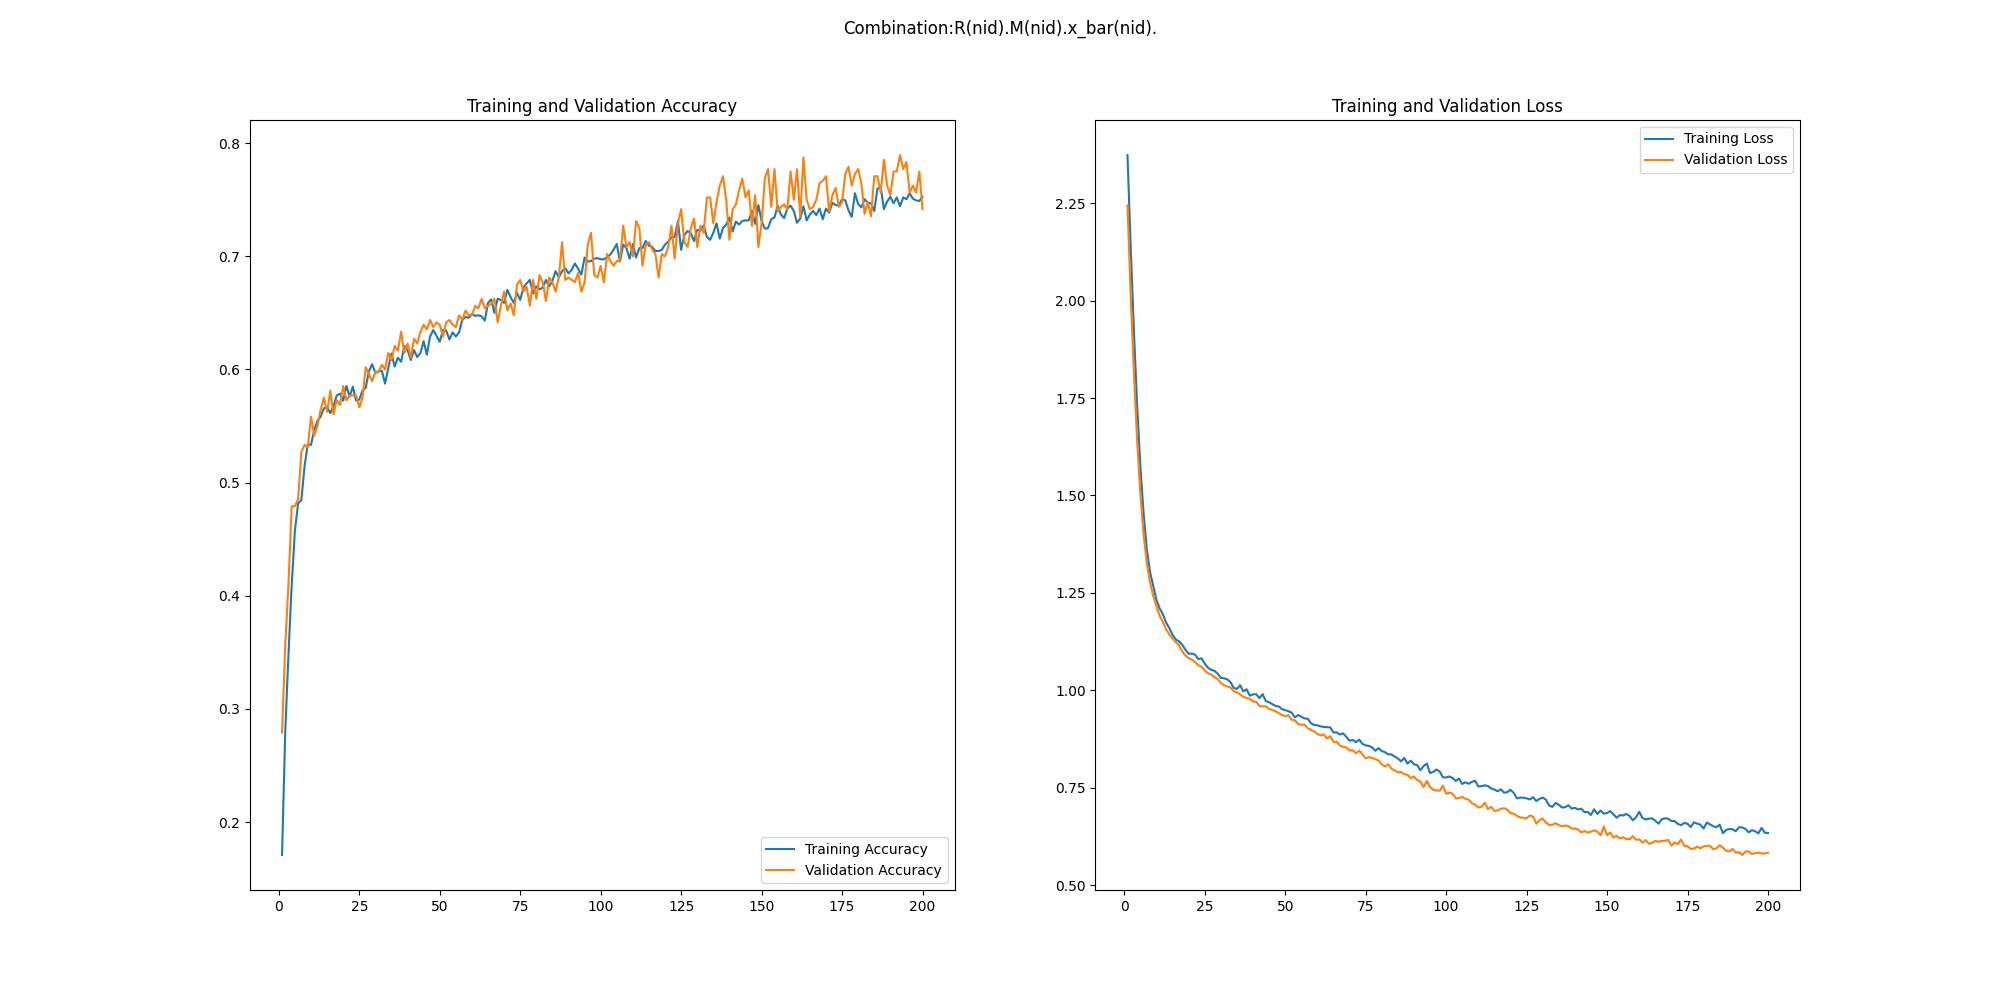 Combination:R(nid).M(nid).x_bar(nid).
Training and Validation Accuracy
0.8
0.7
0.6
0.5
0.4
0.3
0.2
Training Accuracy
Validation Accuracy
0 25 50 75 100 125 150 175 200
Training and Validation Loss
Training Loss
Validation Loss
2.25
2.00
1.75
1.50
1.25
1.00
0.75
0.50
0 25 50 75 100 125 150 175 200